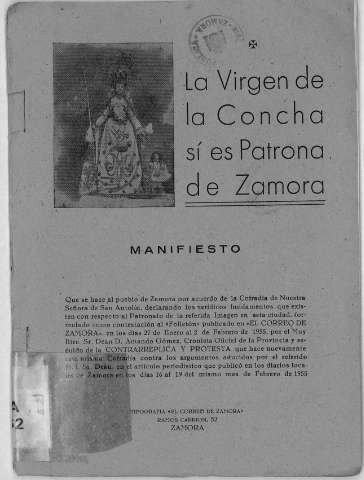 ✠
La Virgen de
la Concha
sí es Patrona
de Zamora
MANIFIESTO
Que se hace al pueblo de Zamora por acuerdo de la Cofradía de Nuestra
Señora de San Antolín, declarando los verídicos fundamentos que exis-
ten con respecto al Patronato de la referida Imagen en esta ciudad, for-
mulado como contestación al «Folletón» publicado en «EL CORREO DE
ZAMORA», en los días 27 de Enero al 2 de Febrero de 1955, por el Muy
Iltre. Sr. Deán D. Amando Gómez, Cronista Oficial de la Provincia y se-
guido de la CONTRARREPLICA Y PROTESTA que hace nuevamente
esta misma Cofradía contra los argumentos aducidos por el referido
M. I. Sr. Deán, en el artículo periodístico que publicó en los diarios loca-
les de Zamora en los días 16 al 19 del mismo mes de Febrero de 1955
TIPOGRAFIA «EL CORREO DE ZAMORA»
RAMOS CARRION, 32
ZAMORA
A
32